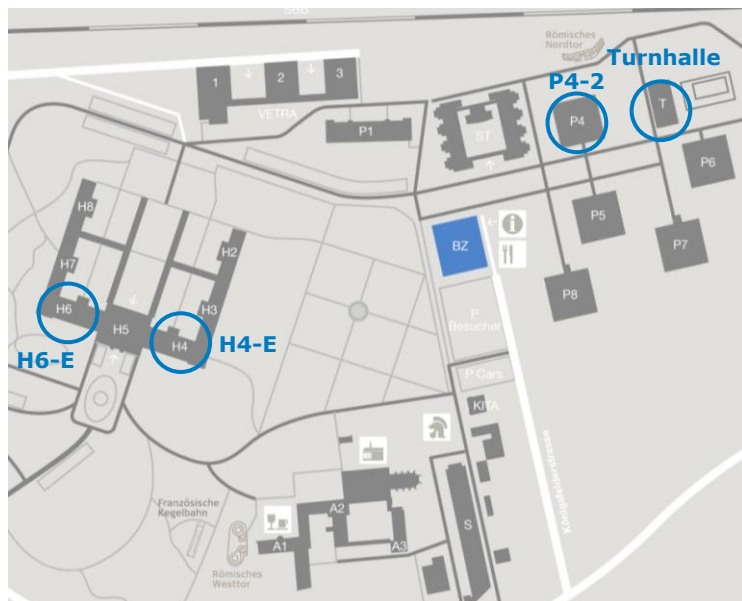 SBB
Römisches
Nordtor
Turnhalle
P4-2
1
2
3
VETRA
P1
ST
P4
T
P6
H8
H2
BZ
P5
P7
H7
H6
H3
P8
H5
H4
P
Besucher
H6-E
H4-E
P Cars
KITA
Königsfelderstrasse
Französische
Kegelbahn
A2
S
A1
A3
Römisches
Westtor